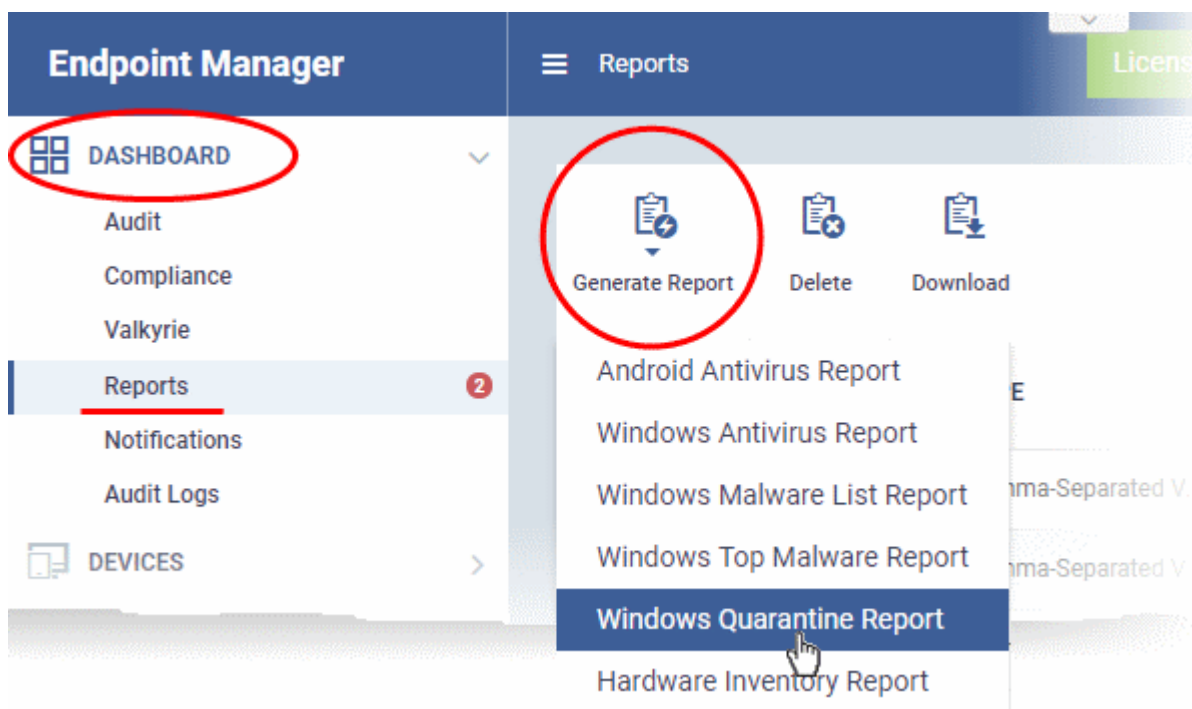 Endpoint Manager
Reports
DASHBOARD
Audit
Compliance
Valkyrie
Reports
2
Notifications
Audit Logs
DEVICES
Generate Report
Delete
Download
Android Antivirus Report
Windows Antivirus Report
Windows Malware List Report
Windows Top Malware Report
Windows Quarantine Report
Hardware Inventory Report